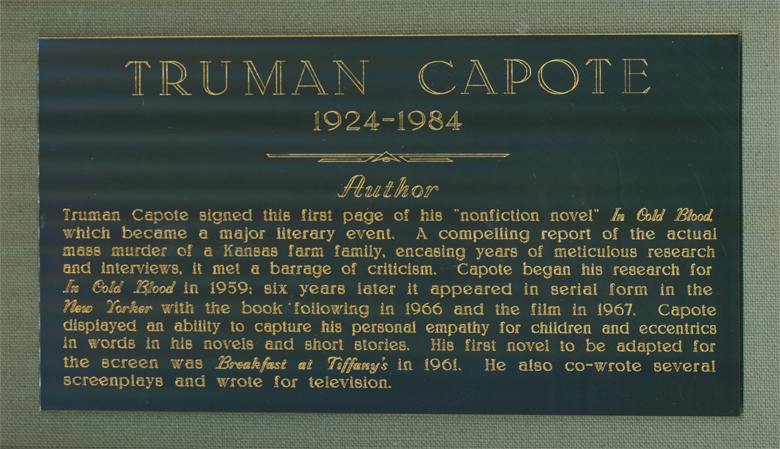 TRUMAN CAPOTE
1924-1984
Author
Truman Capote signed this first page of his "nonfiction novel" In Cold Blood
which became a major literary event. A compelling report of the actual
mass murder of a Kansas farm family, encasing years of meticulous research
and interviews, it met a barrage of criticism. Capote began his research for
In Cold Blood in 1959; six years later it appeared in serial form in the
New Yorker with the book following in 1966 and the film in 1967. Capote
displayed an ability to capture his personal empathy for children and eccentrics
in words in his novels and short stories. His first novel to be adapted for
the screen was Breakfast at Tiffany's in 1961. He also co-wrote several
screenplays and wrote for television.